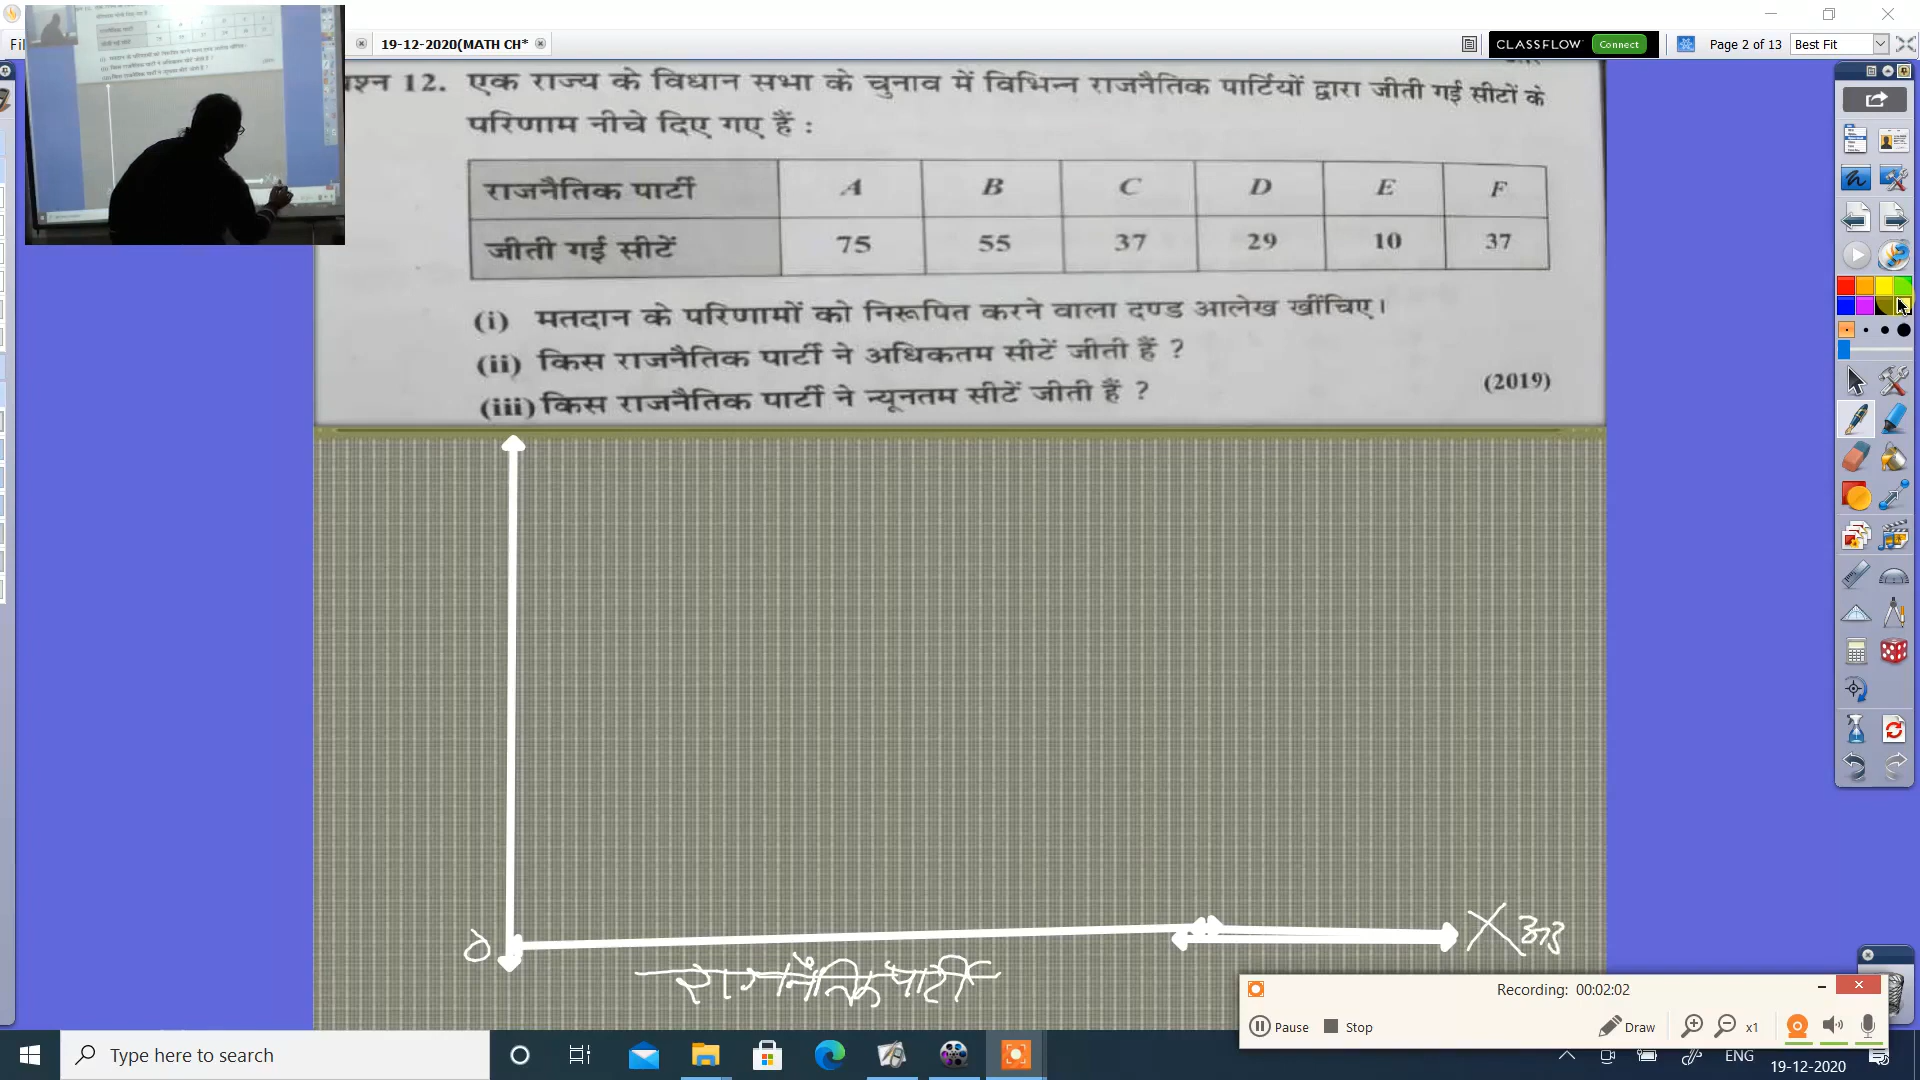 19-12-2020(MATH CH*
CLASSFLOW Connect
Page 2 of 13
Best Fit
प्रश्न 12. एक राज्य के विधान सभा के चुनाव में विभिन्न राजनैतिक पार्टियों द्वारा जीती गई सीटों के
परिणाम नीचे दिए गए हैं :
राजनैतिक पार्टी A B C D E F
जीती गई सीटें 75 55 37 29 10 37
(i) मतदान के परिणामों को निरूपित करने वाला दण्ड आलेख खींचिए।
(ii) किस राजनैतिक पार्टी ने अधिकतम सीटें जीती हैं ?
(iii) किस राजनैतिक पार्टी ने न्यूनतम सीटें जीती हैं ?
(2019)
0
X
राजनैतिक पार्टी
Recording: 00:02:02
Pause Stop Draw x1
Type here to search
ENG
19-12-2020